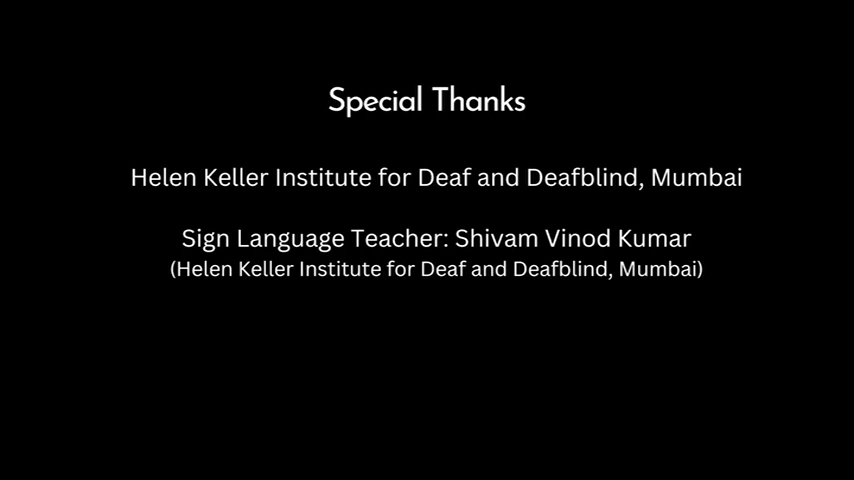 Special Thanks
Helen Keller Institute for Deaf and Deafblind, Mumbai
Sign Language Teacher: Shivam Vinod Kumar
(Helen Keller Institute for Deaf and Deafblind, Mumbai)